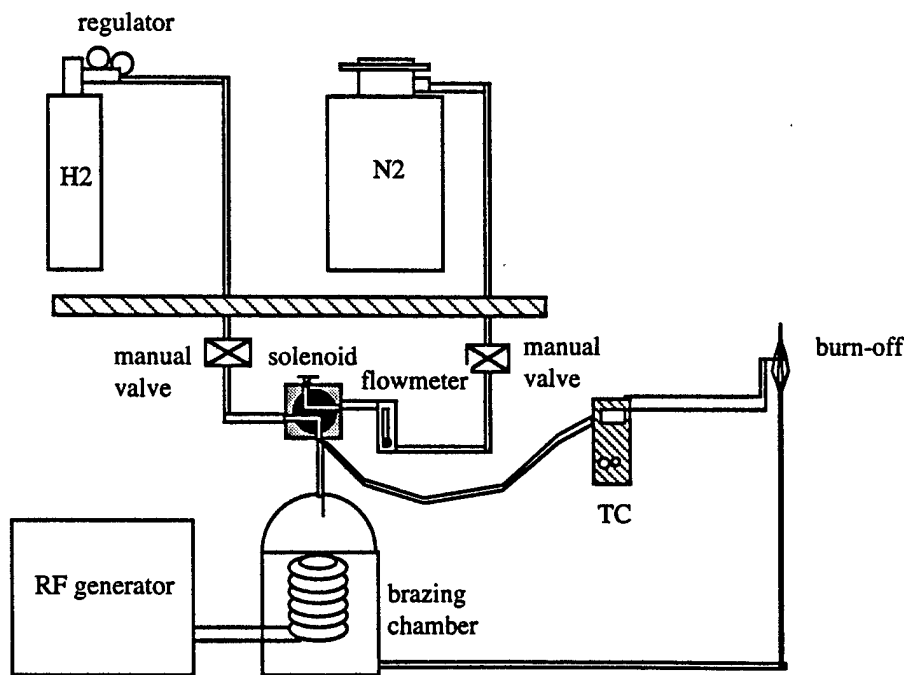 regulator
H2
N2
manual
valve
solenoid
flowmeter
manual
valve
burn-off
TC
RF generator
brazing
chamber